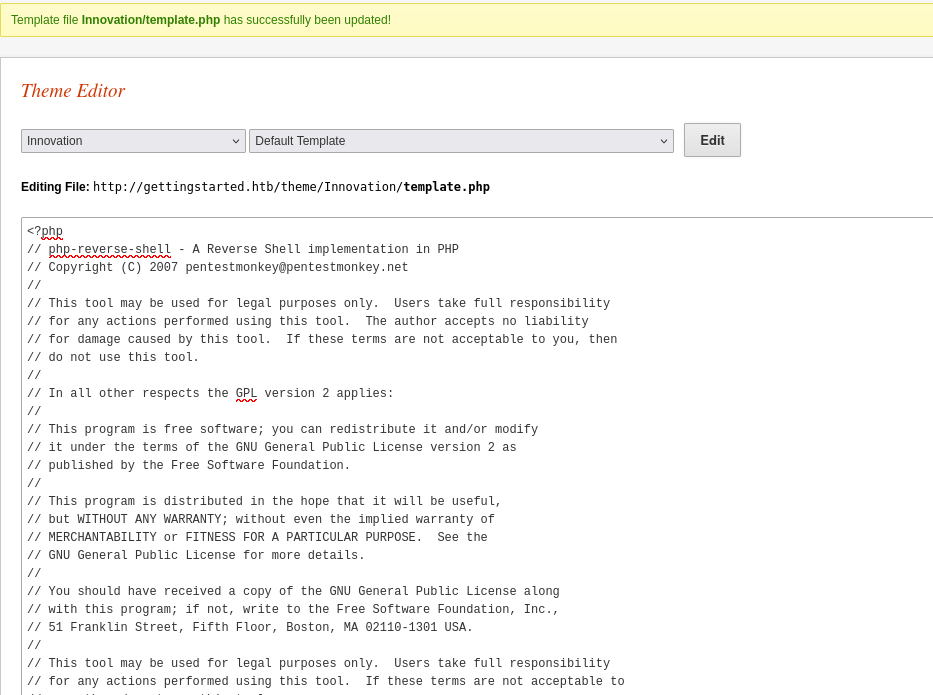 Template file Innovation/template.php has successfully been updated!
Theme Editor
Innovation Default Template Edit
Editing File: http://gettingstarted.htb/theme/Innovation/template.php
<?php
// php-reverse-shell - A Reverse Shell implementation in PHP
// Copyright (C) 2007 pentestmonkey@pentestmonkey.net
//
// This tool may be used for legal purposes only.  Users take full responsibility
// for any actions performed using this tool.  The author accepts no liability
// for damage caused by this tool.  If these terms are not acceptable to you, then
// do not use this tool.
//
// In all other respects the GPL version 2 applies:
//
// This program is free software; you can redistribute it and/or modify
// it under the terms of the GNU General Public License version 2 as
// published by the Free Software Foundation.
//
// This program is distributed in the hope that it will be useful,
// but WITHOUT ANY WARRANTY; without even the implied warranty of
// MERCHANTABILITY or FITNESS FOR A PARTICULAR PURPOSE.  See the
// GNU General Public License for more details.
//
// You should have received a copy of the GNU General Public License along
// with this program; if not, write to the Free Software Foundation, Inc.,
// 51 Franklin Street, Fifth Floor, Boston, MA 02110-1301 USA.
//
// This tool may be used for legal purposes only.  Users take full responsibility
// for any actions performed using this tool.  If these terms are not acceptable to